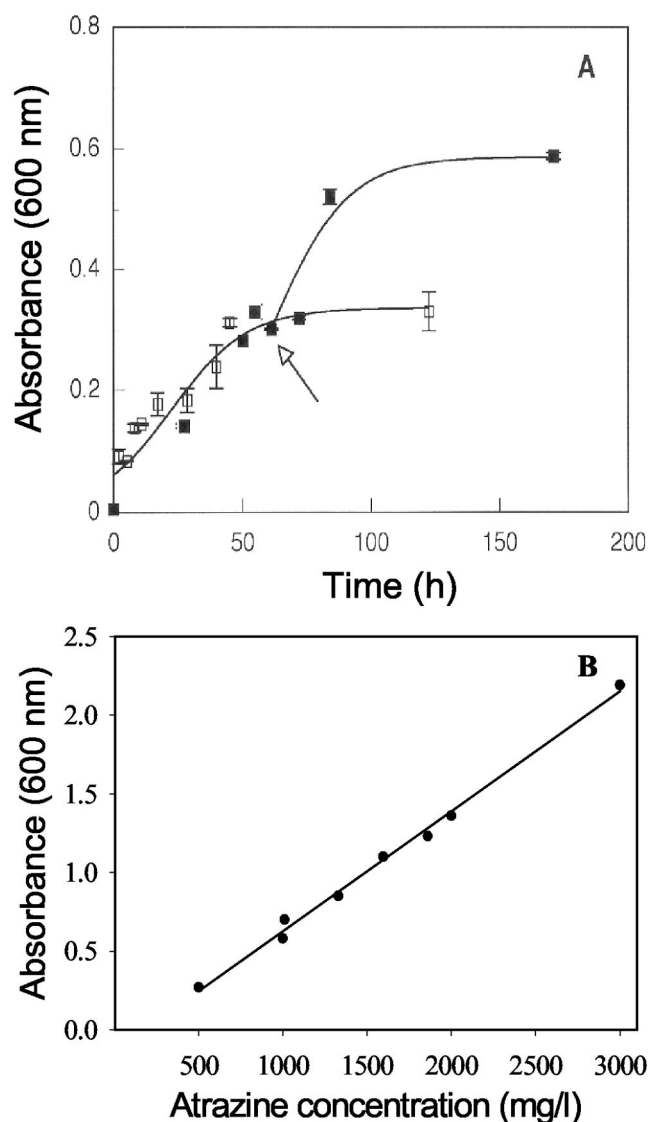 A
Absorbance (600 nm)
0.8
0.6
0.4
0.2
0
0 50 100 150 200
Time (h)
B
Absorbance (600 nm)
2.5
2.0
1.5
1.0
0.5
0.0
500 1000 1500 2000 2500 3000
Atrazine concentration (mg/l)